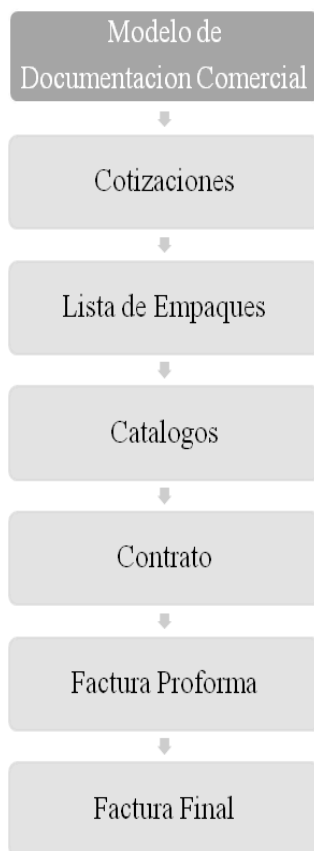 Modelo de
Documentacion Comercial
Cotizaciones
Lista de Empaques
Catalogos
Contrato
Factura Proforma
Factura Final